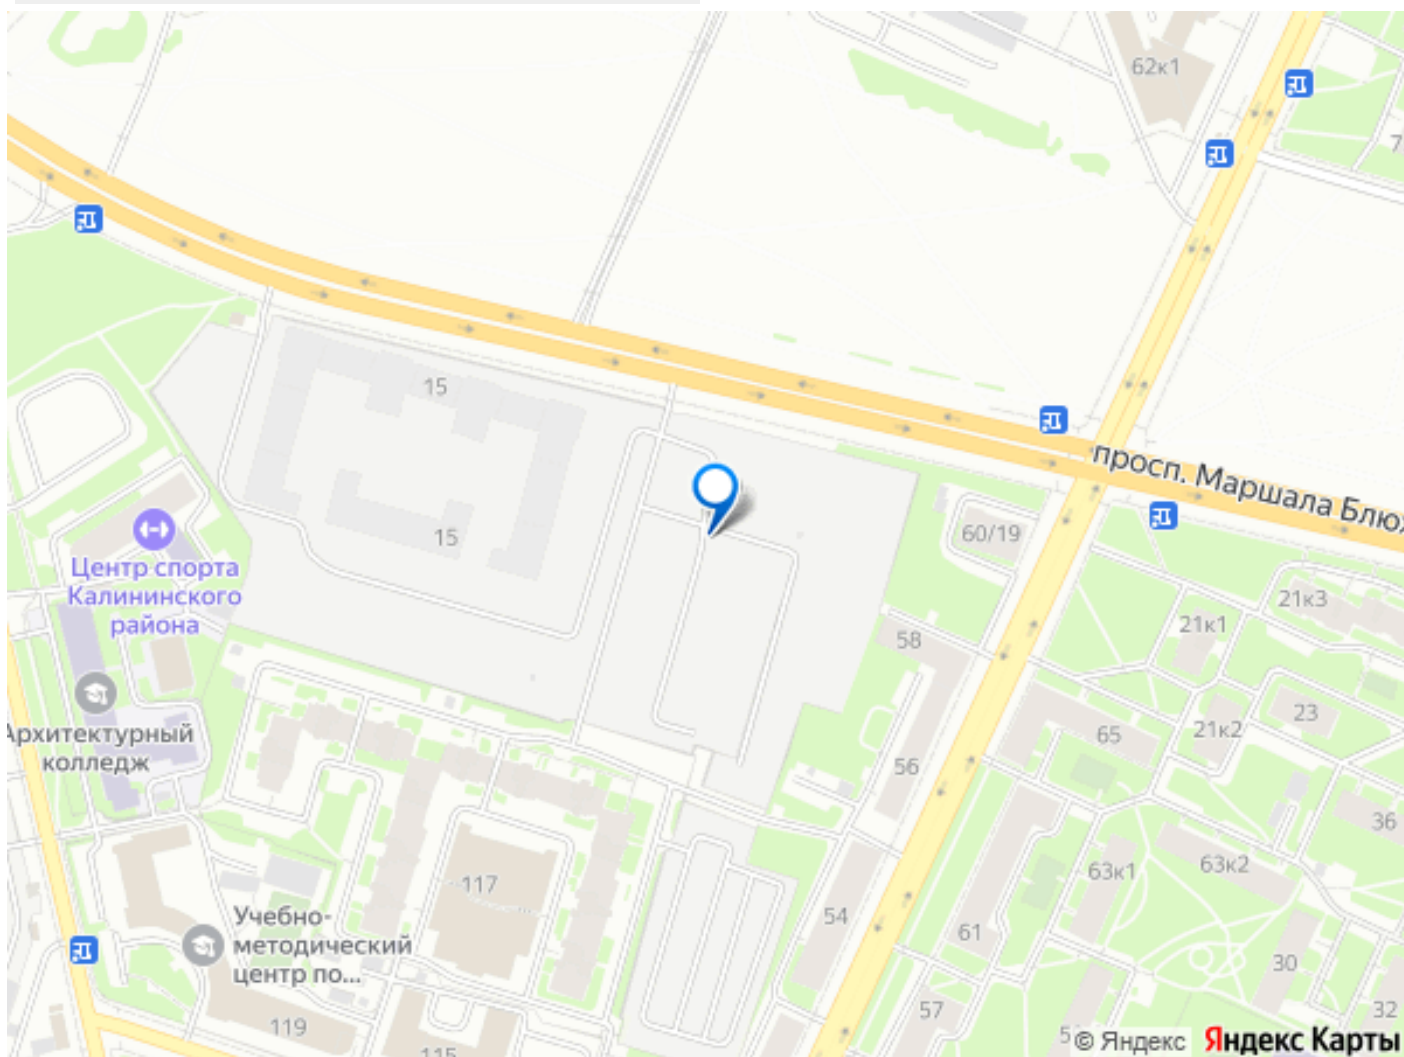 62к1
7
15
просп. Маршала Блюх
15
60/19
Центр спорта
Калининского
района
21к3
21к1
58
Архитектурный
колледж
23
21к2
65
56
36
63к2
63к1
117
54
Учебно-
методический
центр по...
61
30
32
57
119
115
5
© Яндекс
Яндекс Карты